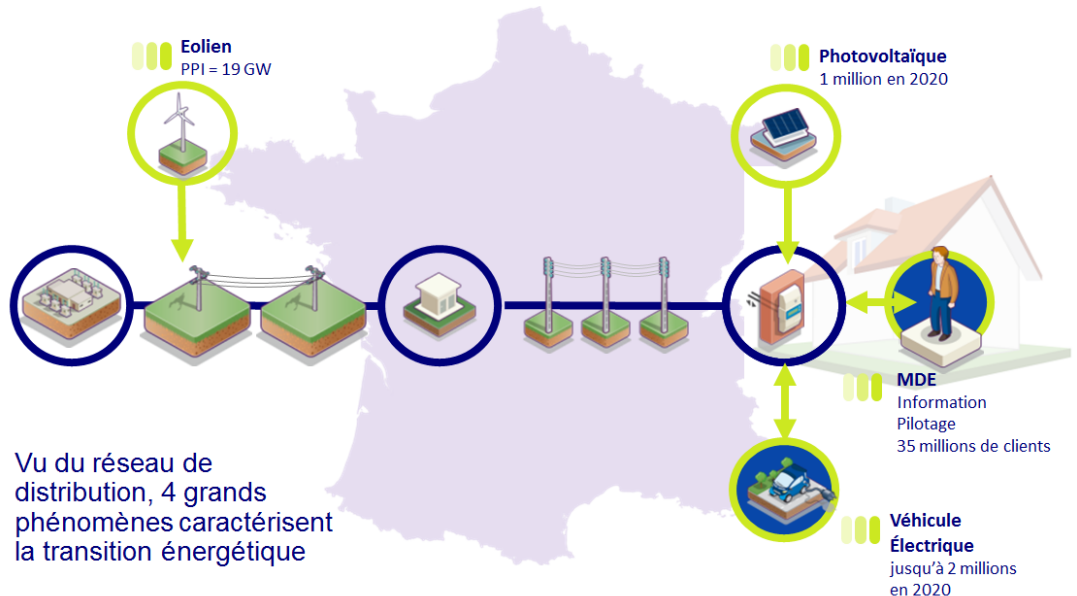 Eolien
PPI = 19 GW
Photovoltaïque
1 million en 2020
MDE
Information
Pilotage
35 millions de clients
Vu du réseau de
distribution, 4 grands
phénomènes caractérisent
la transition énergétique
Véhicule
Électrique
jusqu'à 2 millions
en 2020